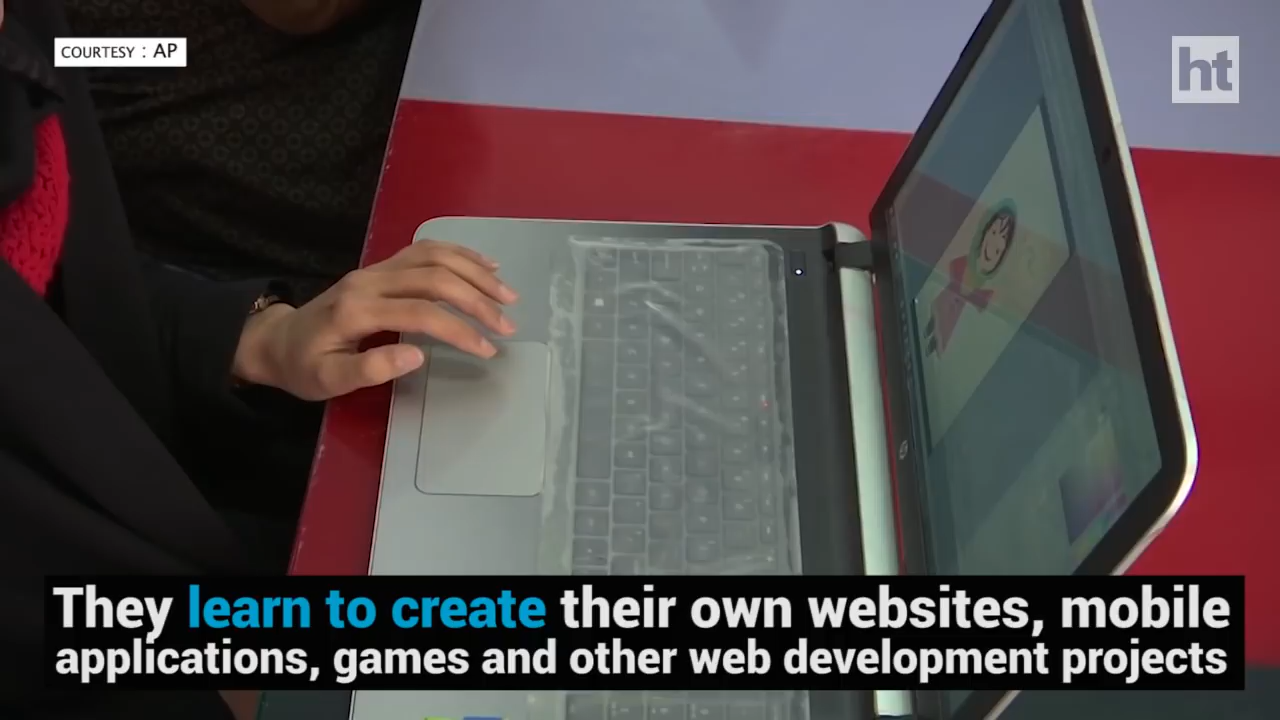 COURTESY : AP
ht
They learn to create their own websites, mobile
applications, games and other web development projects